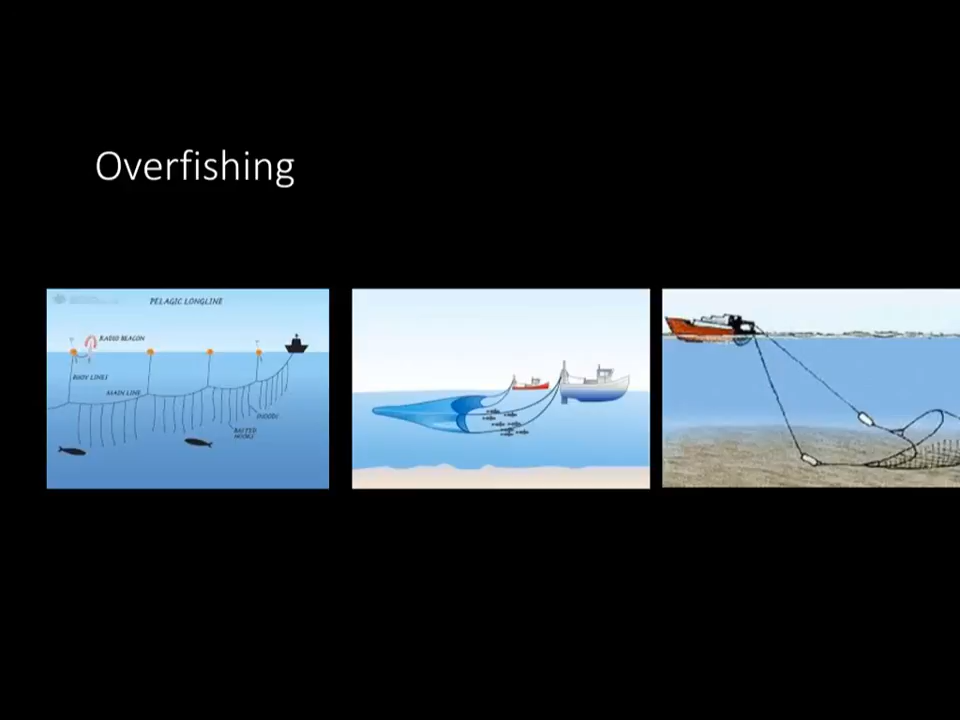 Overfishing
PELAGIC LONGLINE
RADIO BEACON
BUOY LINES
MAIN LINE
BAITED
HOOKS